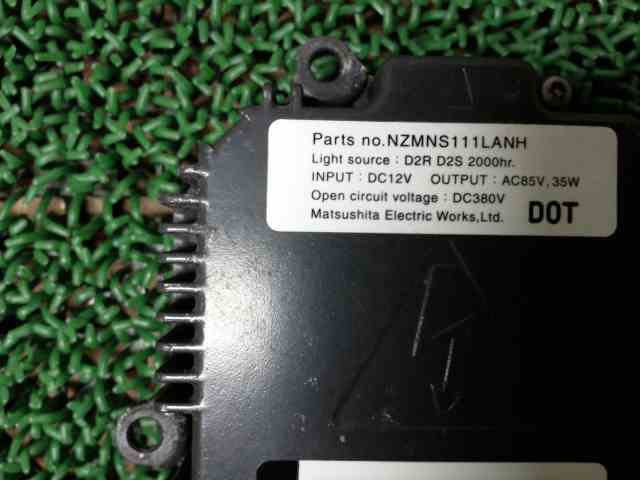 Parts no.NZMNS111LANH
Light source : D2R D2S 2000hr.
INPUT : DC12V OUTPUT : AC85V, 35W
Open circuit voltage : DC380V
Matsushita Electric Works,Ltd. DOT